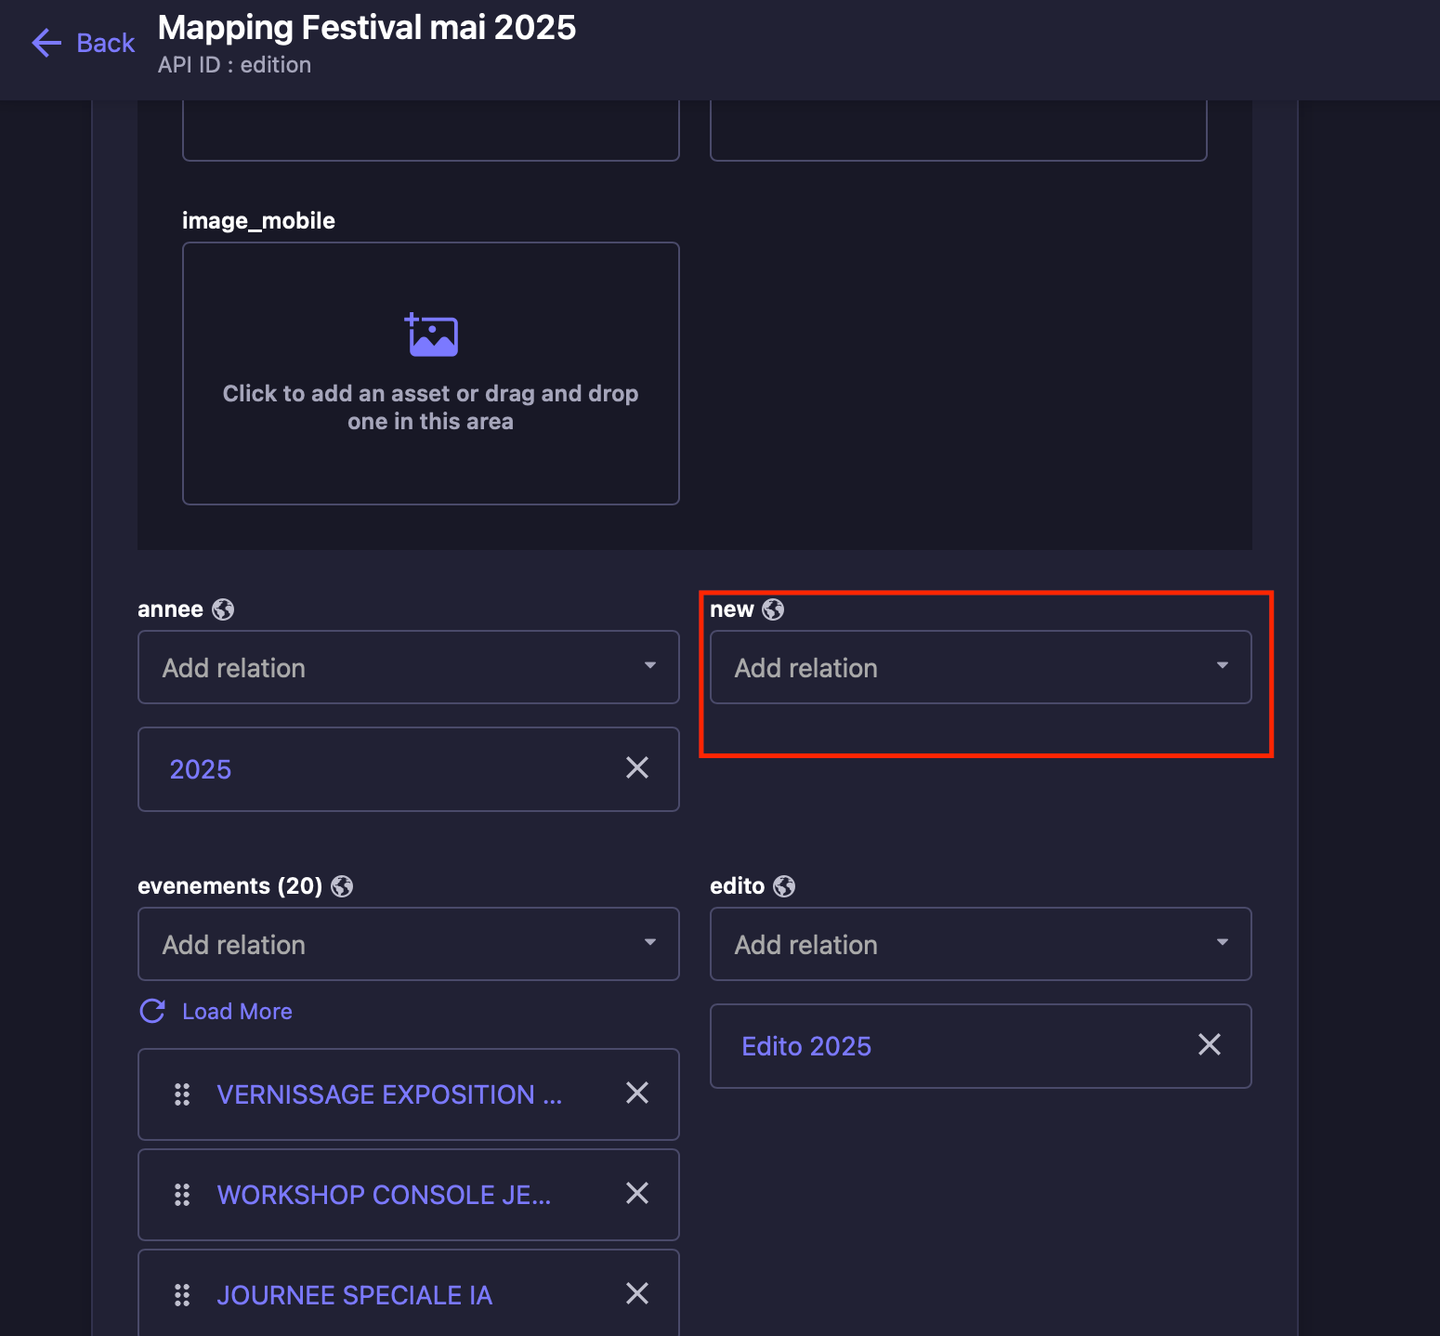 Back
Mapping Festival mai 2025
API ID : edition
image_mobile
Click to add an asset or drag and drop
one in this area
annee
new
Add relation
Add relation
2025
evenements (20)
edito
Add relation
Add relation
Load More
Edito 2025
VERNISSAGE EXPOSITION ...
WORKSHOP CONSOLE JE...
JOURNEE SPECIALE IA